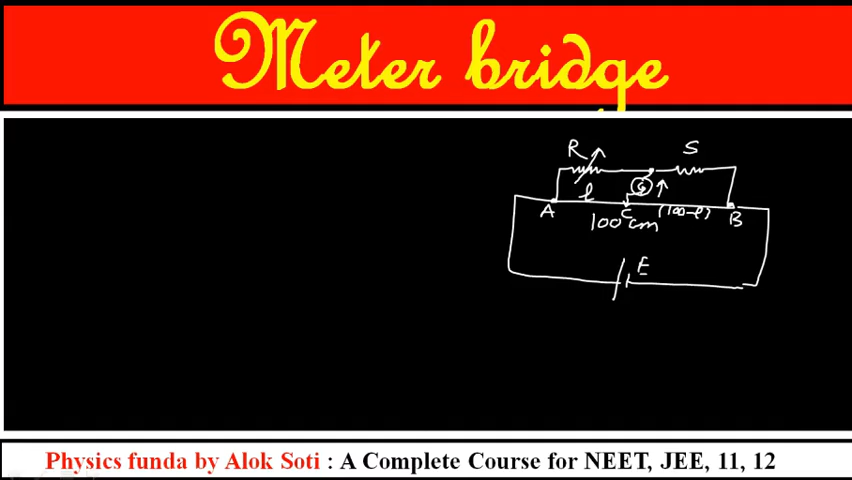 Meter bridge
R S
G
l
A C (100-l) B
100 cm
E
Physics funda by Alok Soti : A Complete Course for NEET, JEE, 11, 12